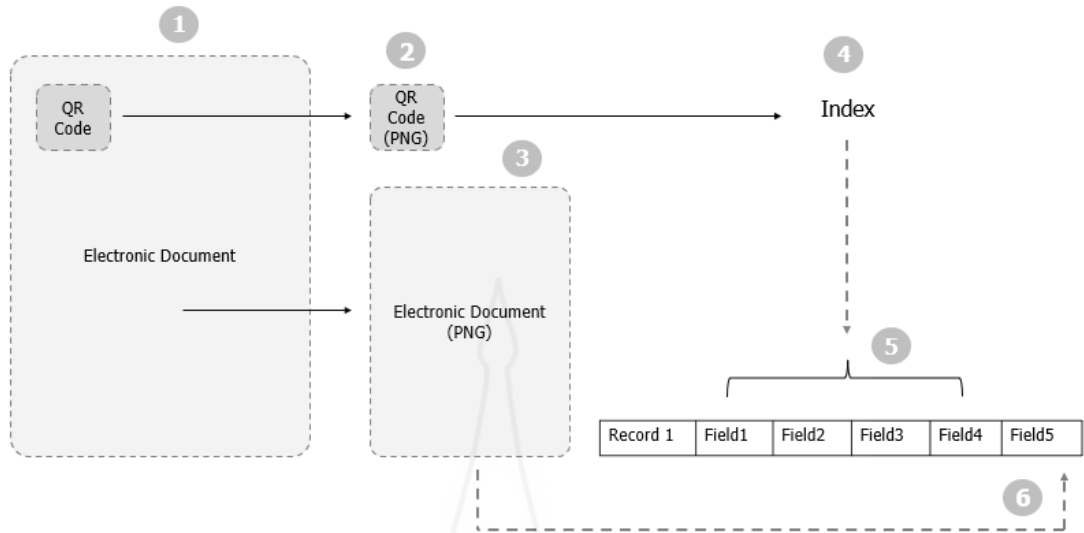 1
2
4
QR
Code
QR
Code
(PNG)
Index
3
Electronic Document
Electronic Document
(PNG)
5
Record 1 Field1 Field2 Field3 Field4 Field5
6